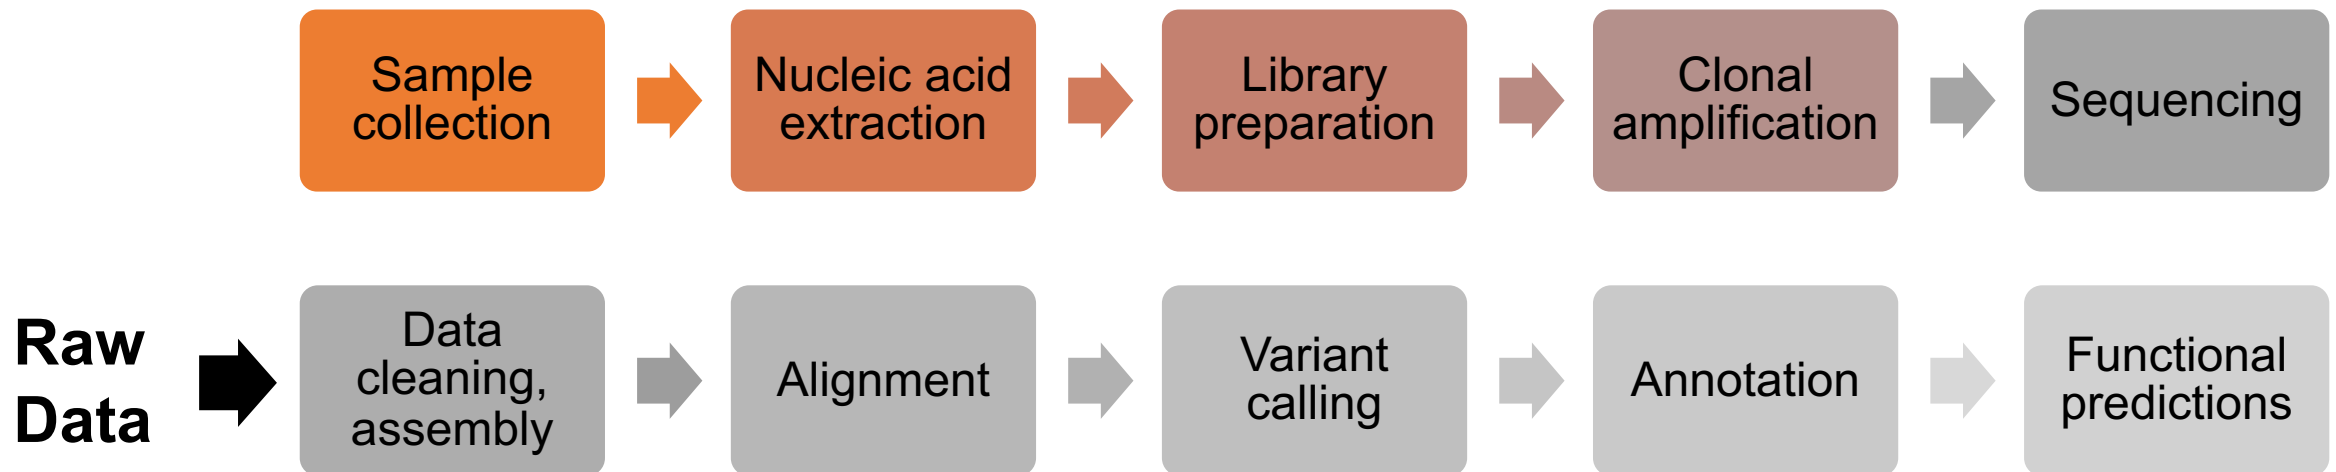 Sample
collection
Nucleic acid
extraction
Library
preparation
Clonal
amplification
Sequencing
Raw
Data
Data
cleaning,
assembly
Alignment
Variant
calling
Annotation
Functional
predictions